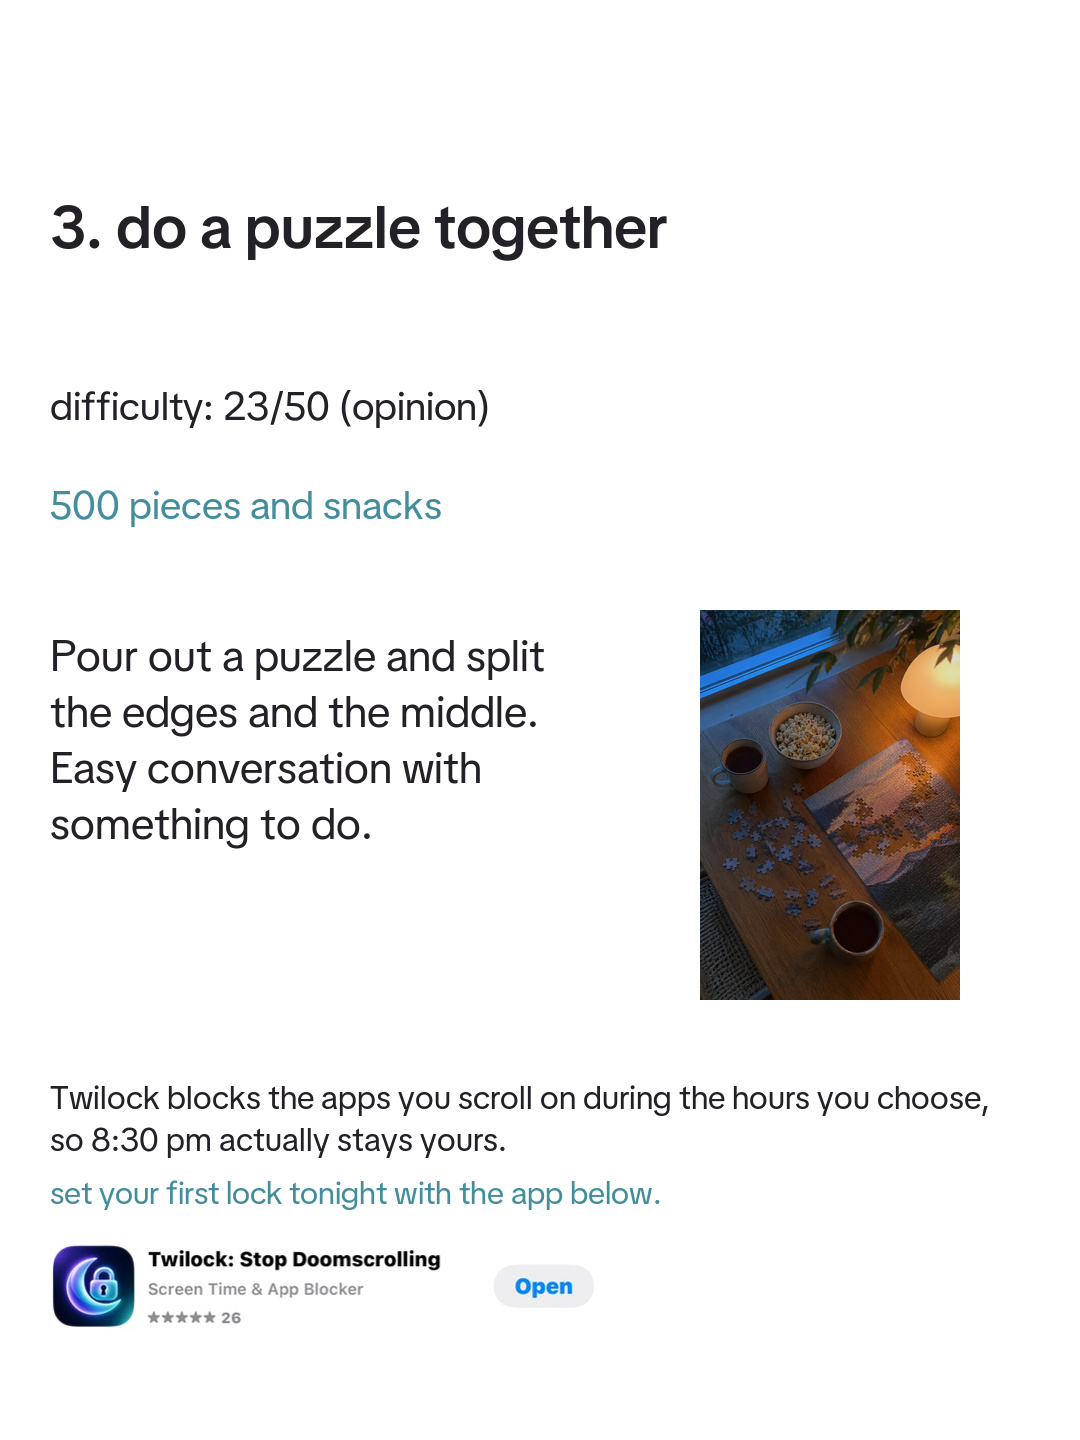 3. do a puzzle together
difficulty: 23/50 (opinion)
500 pieces and snacks
Pour out a puzzle and split
the edges and the middle.
Easy conversation with
something to do.
Twilock blocks the apps you scroll on during the hours you choose,
so 8:30 pm actually stays yours.
set your first lock tonight with the app below.
Twilock: Stop Doomscrolling
Screen Time & App Blocker
Open
★★★★★ 26